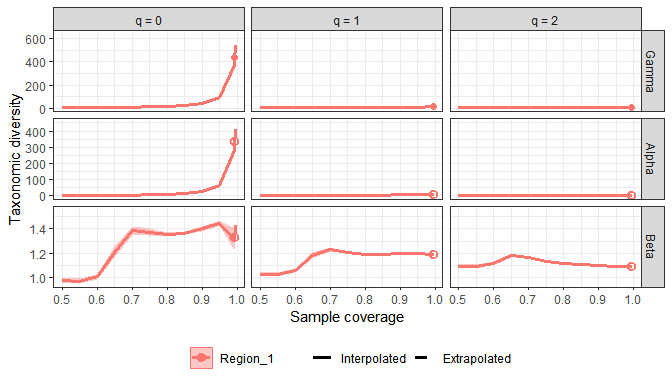 q = 0
q = 1
q = 2
600
400
200
0
Gamma
400
300
200
100
0
Alpha
1.4
1.2
1.0
Beta
Taxonomic diversity
0.5 0.6 0.7 0.8 0.9 1.0
0.5 0.6 0.7 0.8 0.9 1.0
0.5 0.6 0.7 0.8 0.9 1.0
Sample coverage
Region_1
Interpolated
Extrapolated